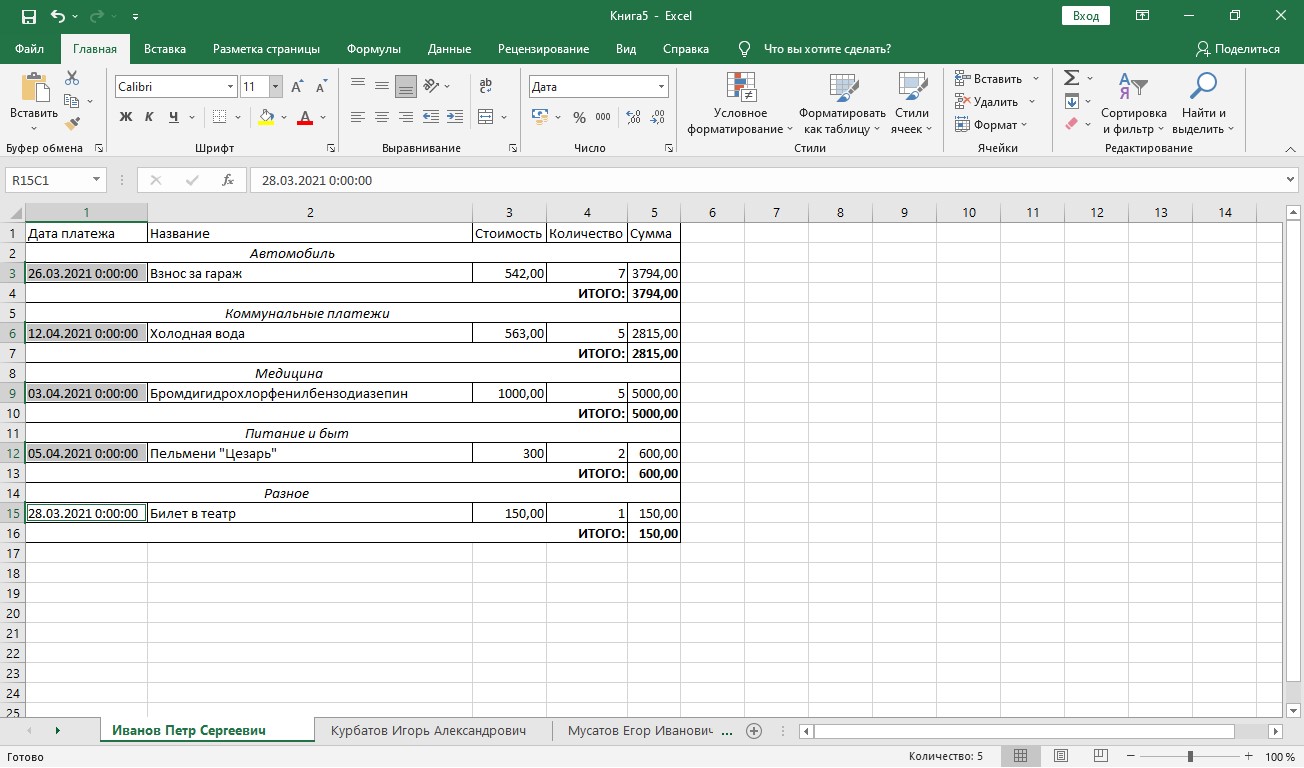 Книга5 - Excel
Вход
Файл Главная Вставка Разметка страницы Формулы Данные Рецензирование Вид Справка Что вы хотите сделать? Поделиться
Вставить
Буфер обмена
Calibri 11
Ж К Ч А
Шрифт
ab
Выравнивание
Дата
% 000
Число
Условное форматирование
Форматировать как таблицу
Стили ячеек
Стили
Вставить
Удалить
Формат
Ячейки
Сортировка и фильтр
Найти и выделить
Редактирование
R15C1 fx 28.03.2021 0:00:00
1 2 3 4 5 6 7 8 9 10 11 12 13 14
1 Дата платежа Название Стоимость Количество Сумма
2 Автомобиль
3 26.03.2021 0:00:00 Взнос за гараж 542,00 7 3794,00
4 ИТОГО: 3794,00
5 Коммунальные платежи
6 12.04.2021 0:00:00 Холодная вода 563,00 5 2815,00
7 ИТОГО: 2815,00
8 Медицина
9 03.04.2021 0:00:00 Бромдигидрохлорфенилбензодиазепин 1000,00 5 5000,00
10 ИТОГО: 5000,00
11 Питание и быт
12 05.04.2021 0:00:00 Пельмени "Цезарь" 300 2 600,00
13 ИТОГО: 600,00
14 Разное
15 28.03.2021 0:00:00 Билет в театр 150,00 1 150,00
16 ИТОГО: 150,00
17
18
19
20
21
22
23
24
25
Иванов Петр Сергеевич Курбатов Игорь Александрович Мусатов Егор Иванович ...
Готово Количество: 5 100 %